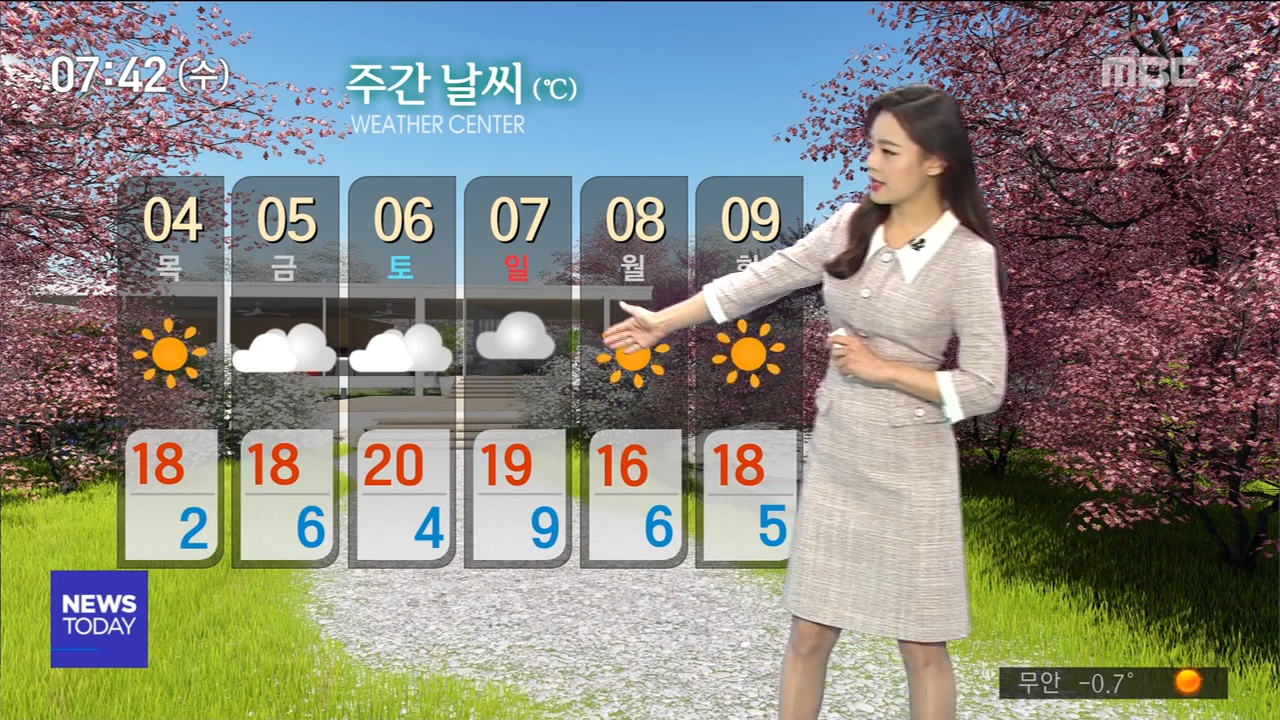 07:42 (수)
주간 날씨 (℃)
WEATHER CENTER
MBC
04 05 06 07 08 09
목 금 토 일 월 화
18 18 20 19 16 18
2 6 4 9 6 5
NEWS
TODAY
무안 -0.7°